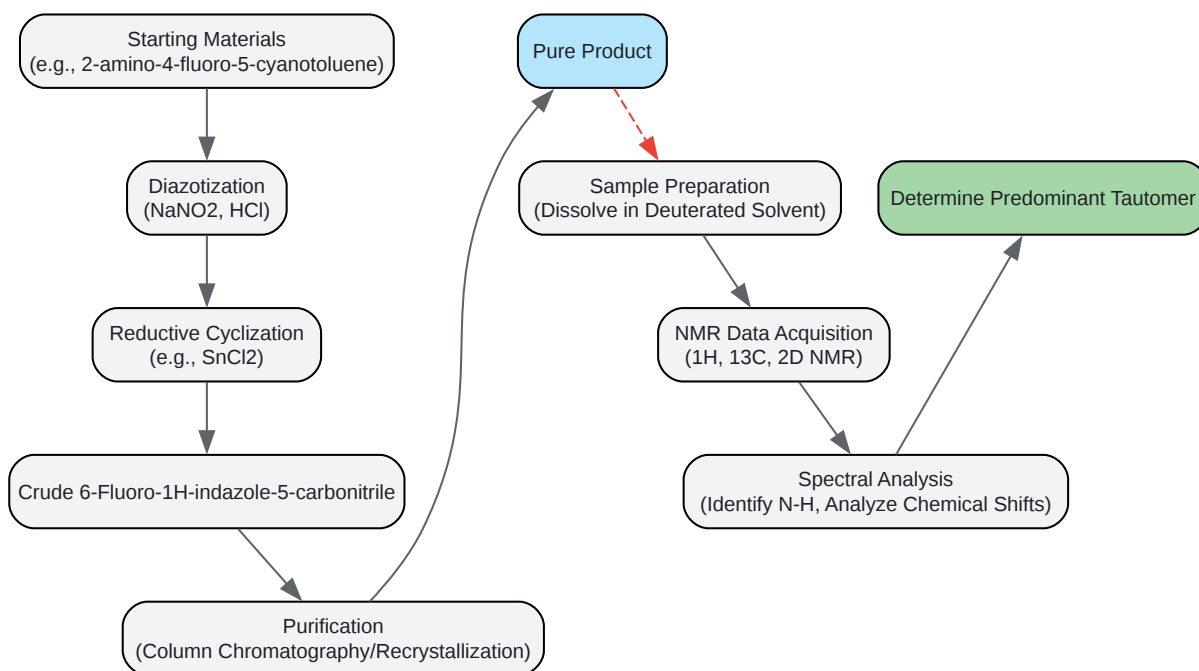 Starting Materials
(e.g., 2-amino-4-fluoro-5-cyanotoluene)
Diazotization
(NaNO2, HCl)
Reductive Cyclization
(e.g., SnCl2)
Crude 6-Fluoro-1H-indazole-5-carbonitrile
Purification
(Column Chromatography/Recrystallization)
Pure Product
Sample Preparation
(Dissolve in Deuterated Solvent)
NMR Data Acquisition
(1H, 13C, 2D NMR)
Spectral Analysis
(Identify N-H, Analyze Chemical Shifts)
Determine Predominant Tautomer